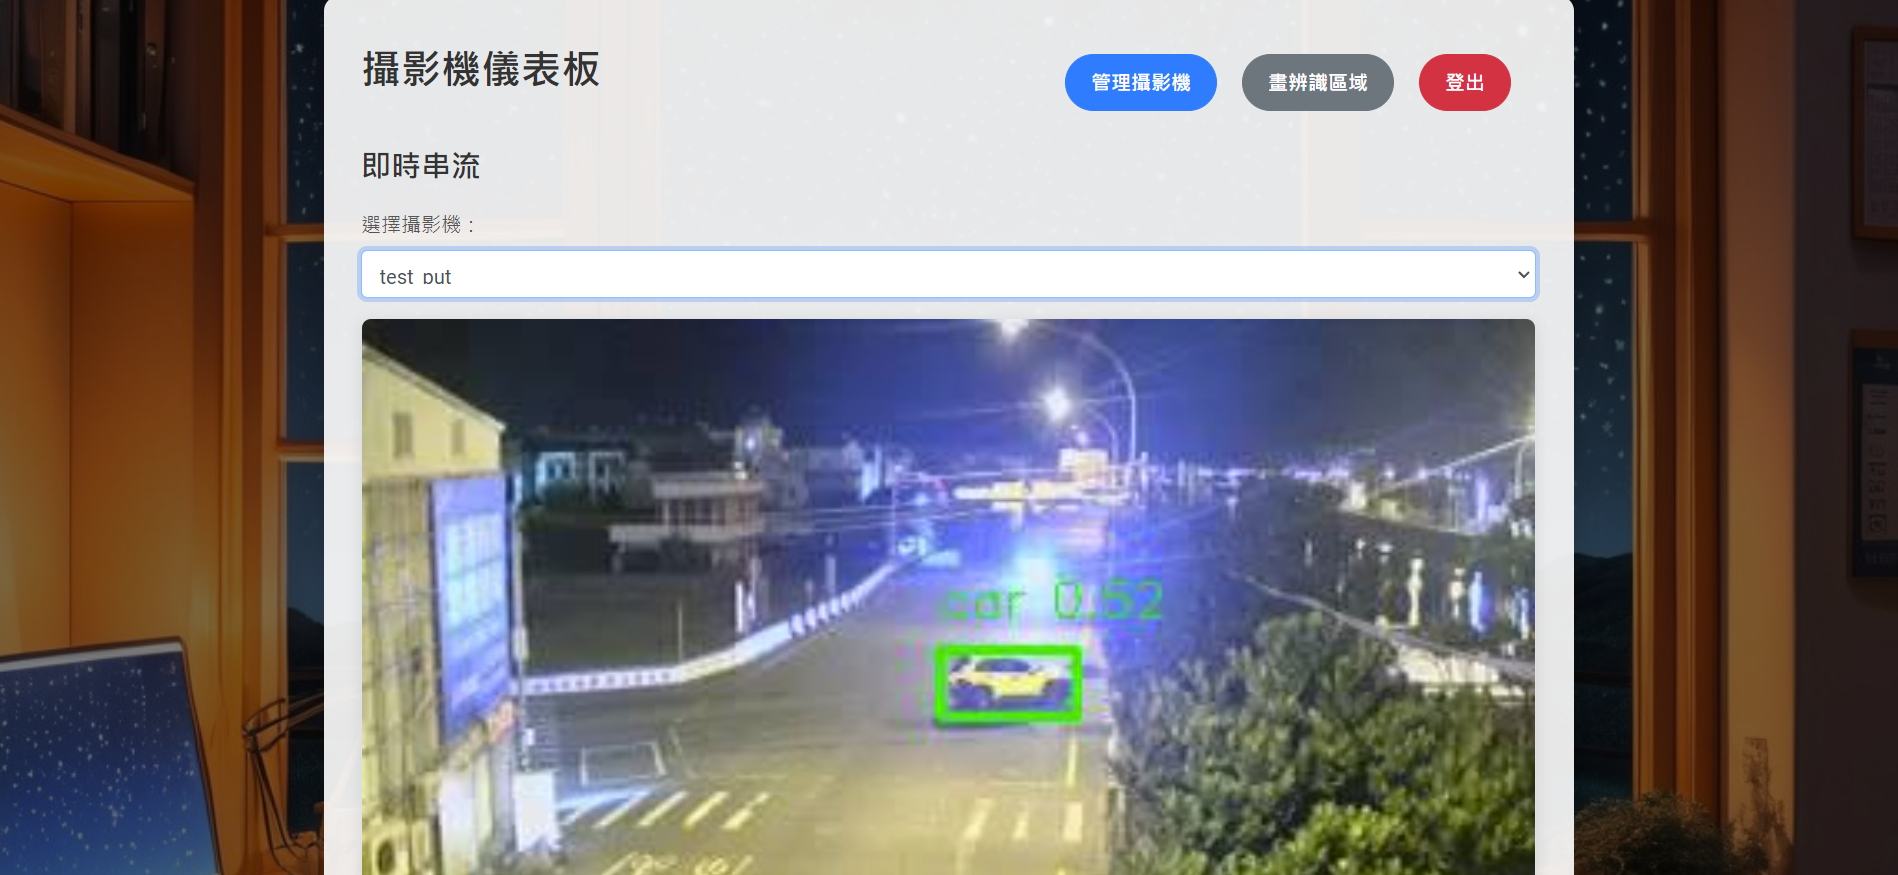 攝影機儀表板
管理攝影機
畫辨識區域
登出
即時串流
選擇攝影機：
test_put
car 0.52